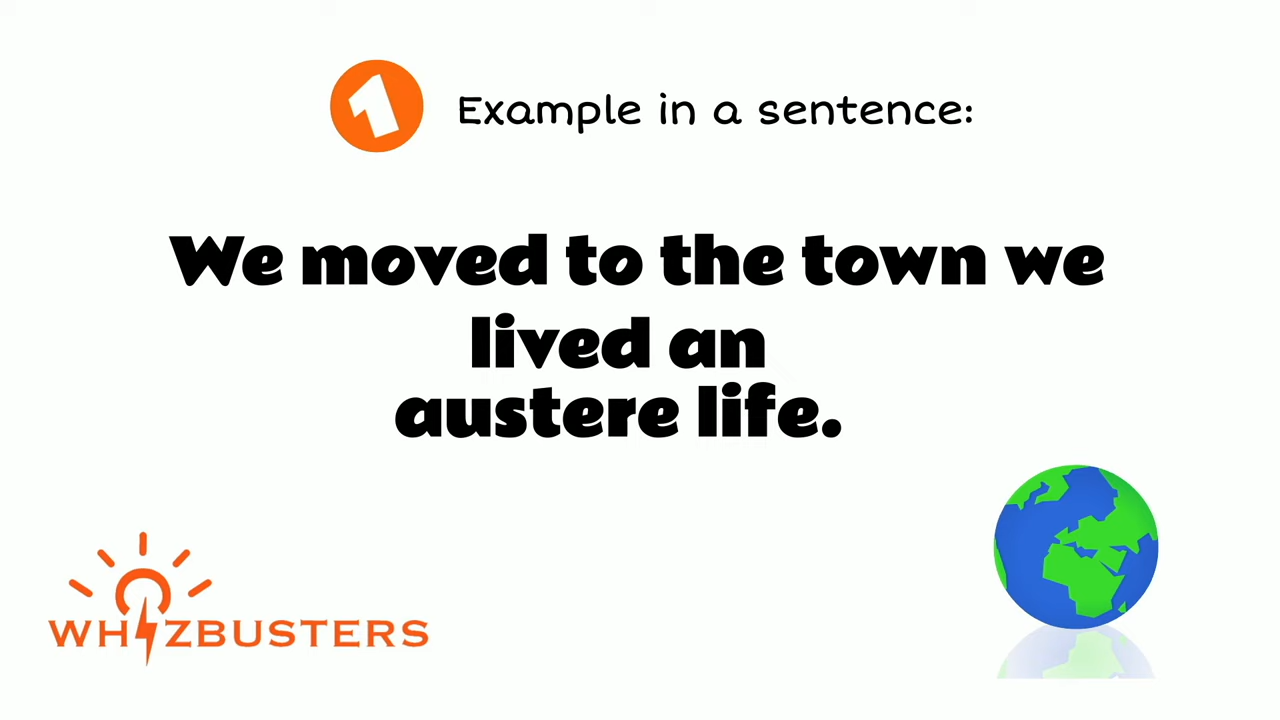 1 Example in a sentence:
We moved to the town we
lived an
austere life.
WHIZBUSTERS